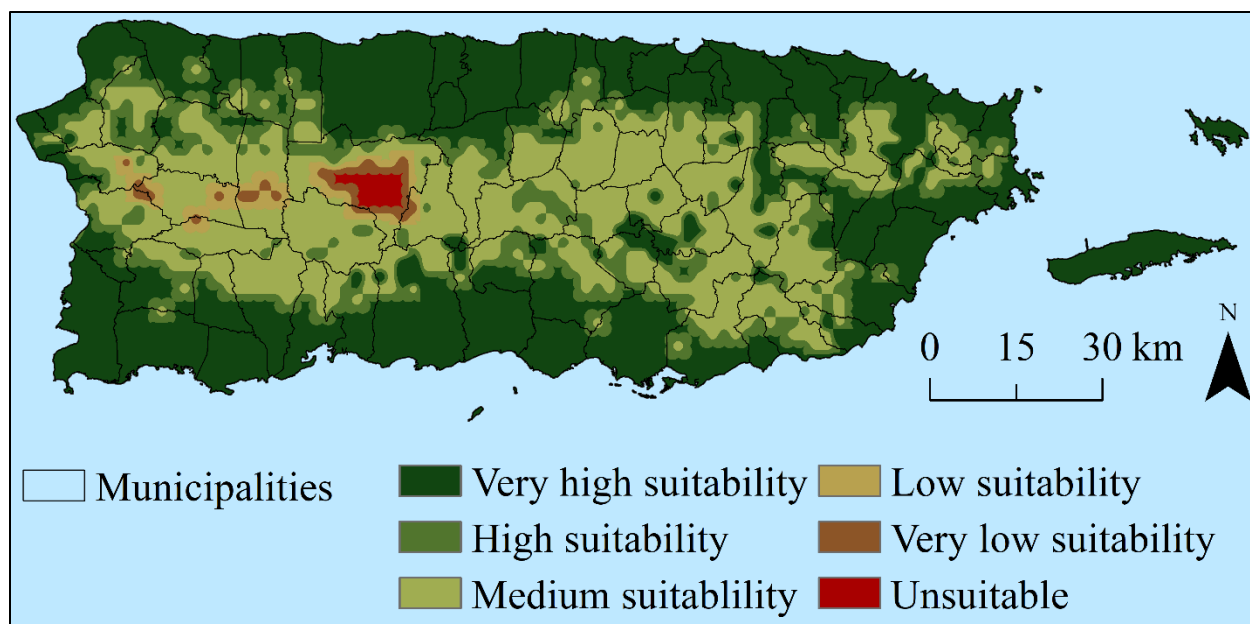 N
0 15 30 km
Municipalities
Very high suitability
High suitability
Medium suitablility
Low suitability
Very low suitability
Unsuitable